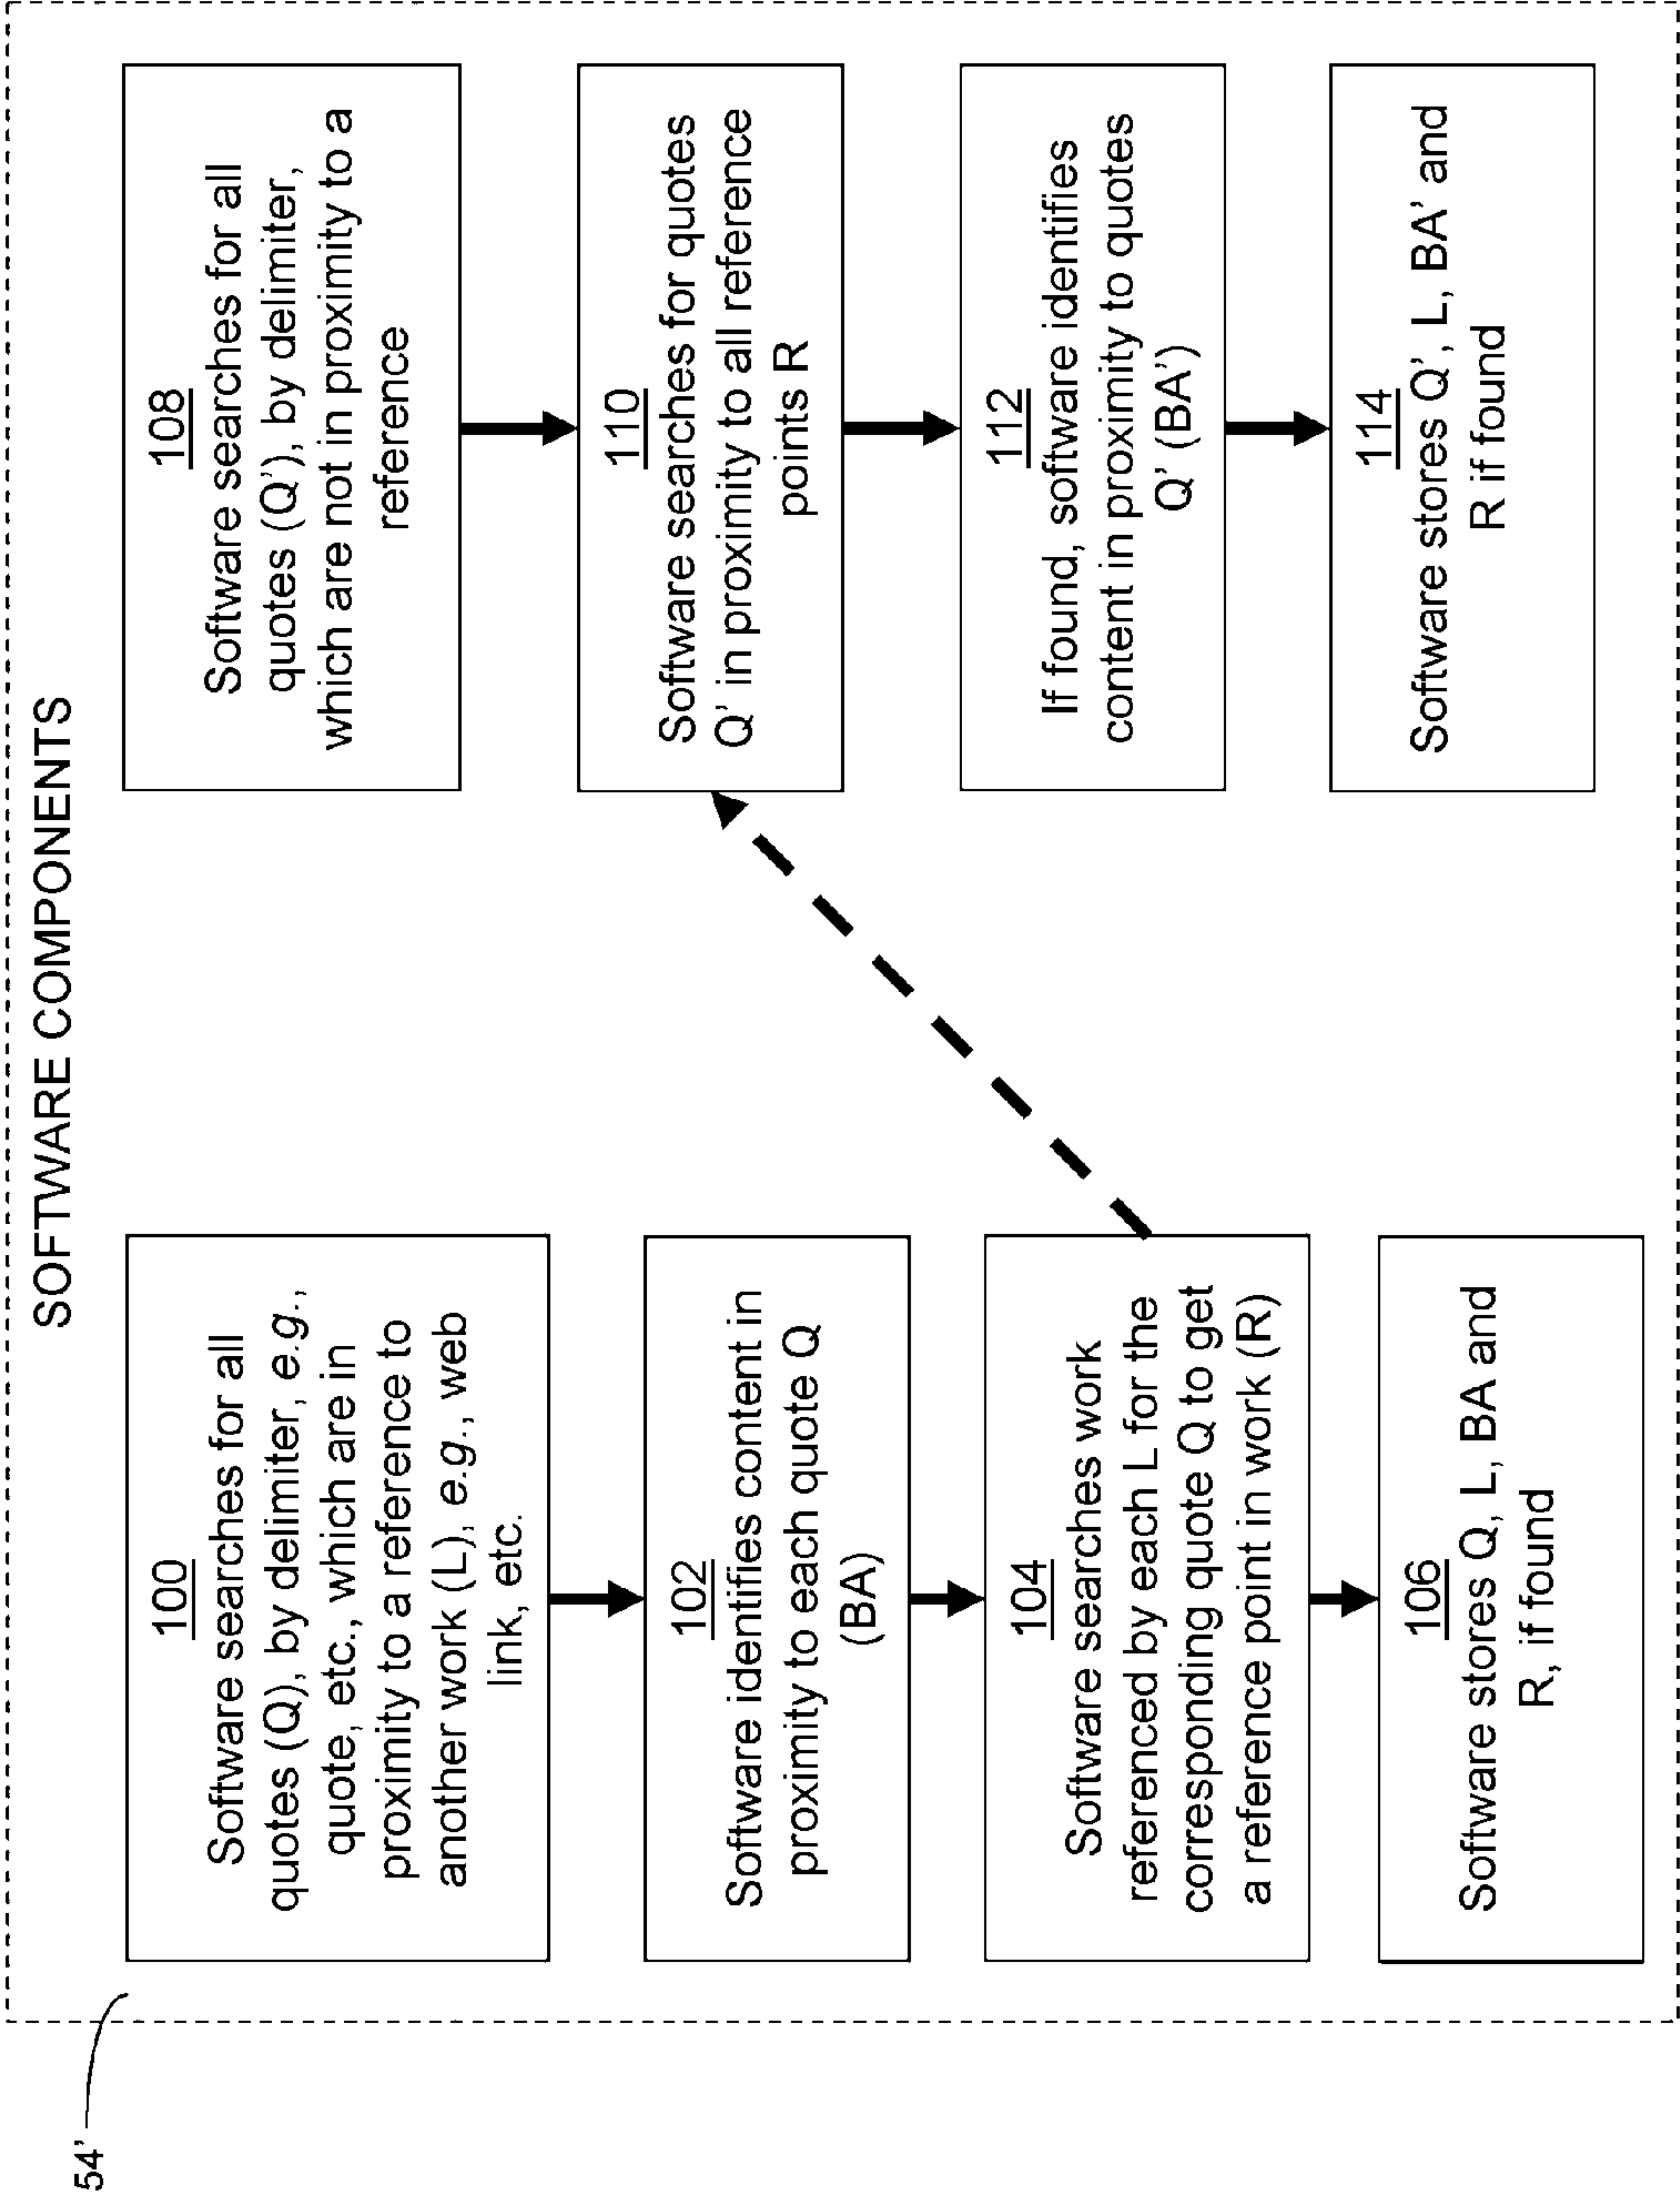 SOFTWARE COMPONENTS
54’
100
Software searches for all
quotes (Q), by delimiter, e.g.,
quote, etc., which are in
proximity to a reference to
another work (L), e.g., web
link, etc.
102
Software identifies content in
proximity to each quote Q
(BA)
104
Software searches work
referenced by each L for the
corresponding quote Q to get
a reference point in work (R)
106
Software stores Q, L, BA and
R, if found
108
Software searches for all
quotes (Q’), by delimiter,
which are not in proximity to a
reference
110
Software searches for quotes
Q’ in proximity to all reference
points R
112
If found, software identifies
content in proximity to quotes
Q’ (BA’)
114
Software stores Q’, L, BA’ and
R if found